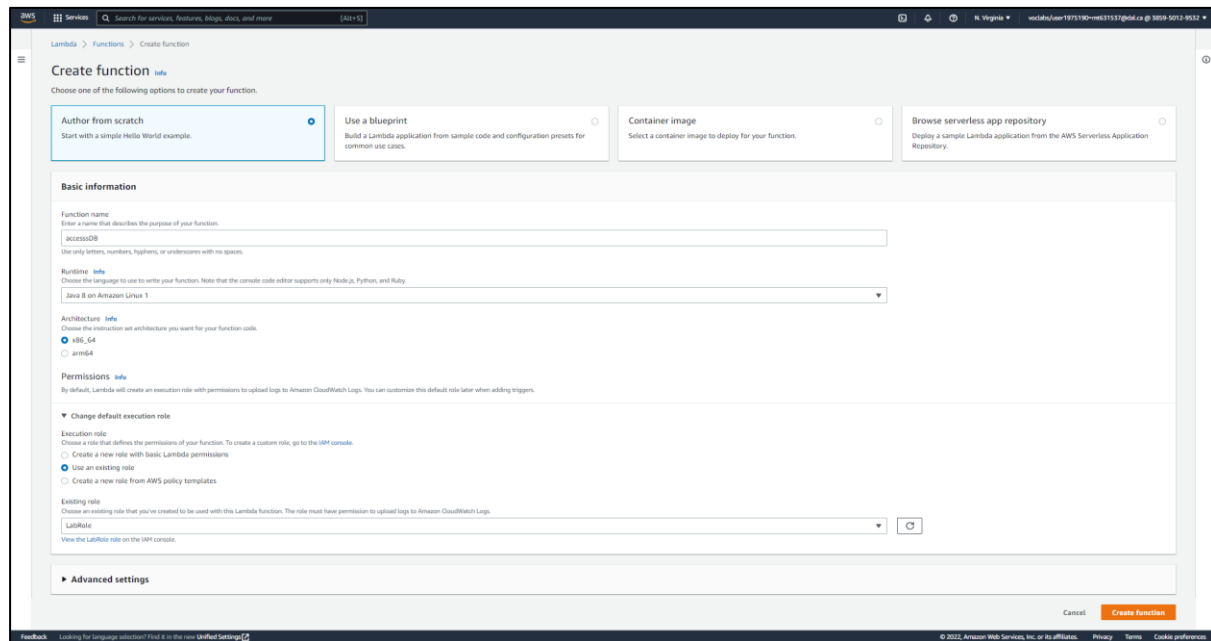 aws Services Search for services, features, blogs, docs, and more [Alt+S] N. Virginia voclabs/user1975190=mt631537@dal.ca @ 3859-5012-9532
Lambda > Functions > Create function
Create function Info
Choose one of the following options to create your function.
Author from scratch
Start with a simple Hello World example.
Use a blueprint
Build a Lambda application from sample code and configuration presets for
common use cases.
Container image
Select a container image to deploy for your function.
Browse serverless app repository
Deploy a sample Lambda application from the AWS Serverless Application
Repository.
Basic information
Function name
Enter a name that describes the purpose of your function.
accesssDB
Use only letters, numbers, hyphens, or underscores with no spaces.
Runtime Info
Choose the language to use to write your function. Note that the console code editor supports only Node.js, Python, and Ruby.
Java 8 on Amazon Linux 1
Architecture Info
Choose the instruction set architecture you want for your function code.
x86_64
arm64
Permissions Info
By default, Lambda will create an execution role with permissions to upload logs to Amazon CloudWatch Logs. You can customize this default role later when adding triggers.
Change default execution role
Execution role
Choose a role that defines the permissions of your function. To create a custom role, go to the IAM console.
Create a new role with basic Lambda permissions
Use an existing role
Create a new role from AWS policy templates
Existing role
Choose an existing role that you've created to be used with this Lambda function. The role must have permission to upload logs to Amazon CloudWatch Logs.
LabRole
View the LabRole role on the IAM console.
Advanced settings
Cancel Create function
Feedback Looking for language selection? Find it in the new Unified Settings © 2022, Amazon Web Services, Inc. or its affiliates. Privacy Terms Cookie preferences